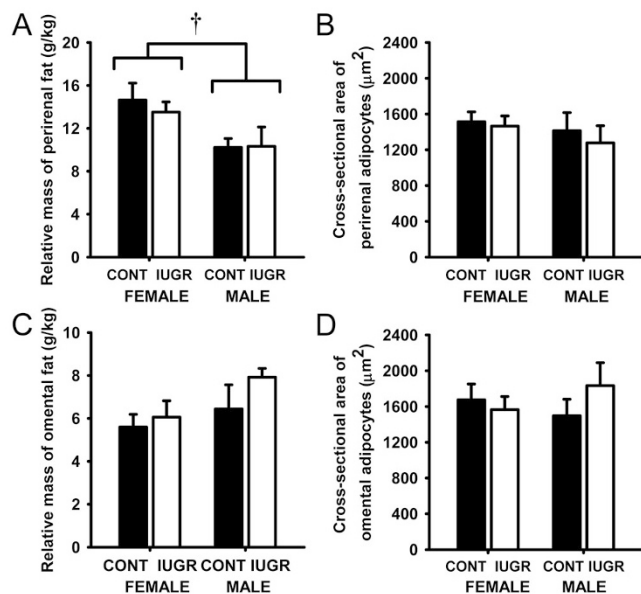 A
†
Relative mass of perirenal fat (g/kg)
20
16
12
8
4
0
CONT IUGR CONT IUGR
FEMALE MALE
B
Cross-sectional area of
perirenal adipocytes (μm²)
2400
2000
1600
1200
800
400
0
CONT IUGR CONT IUGR
FEMALE MALE
C
Relative mass of omental fat (g/kg)
10
8
6
4
2
0
CONT IUGR CONT IUGR
FEMALE MALE
D
Cross-sectional area of
omental adipocytes (μm²)
2400
2000
1600
1200
800
400
0
CONT IUGR CONT IUGR
FEMALE MALE